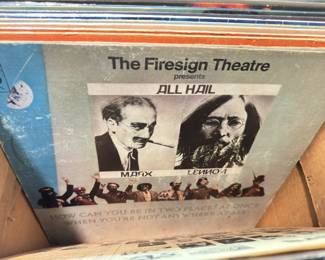 The Firesign Theatre
presents
ALL HAIL
MARX
LENNON
HOW CAN YOU BE IN TWO PLACES AT ONCE
WHEN YOU'RE NOT ANYWHERE AT ALL